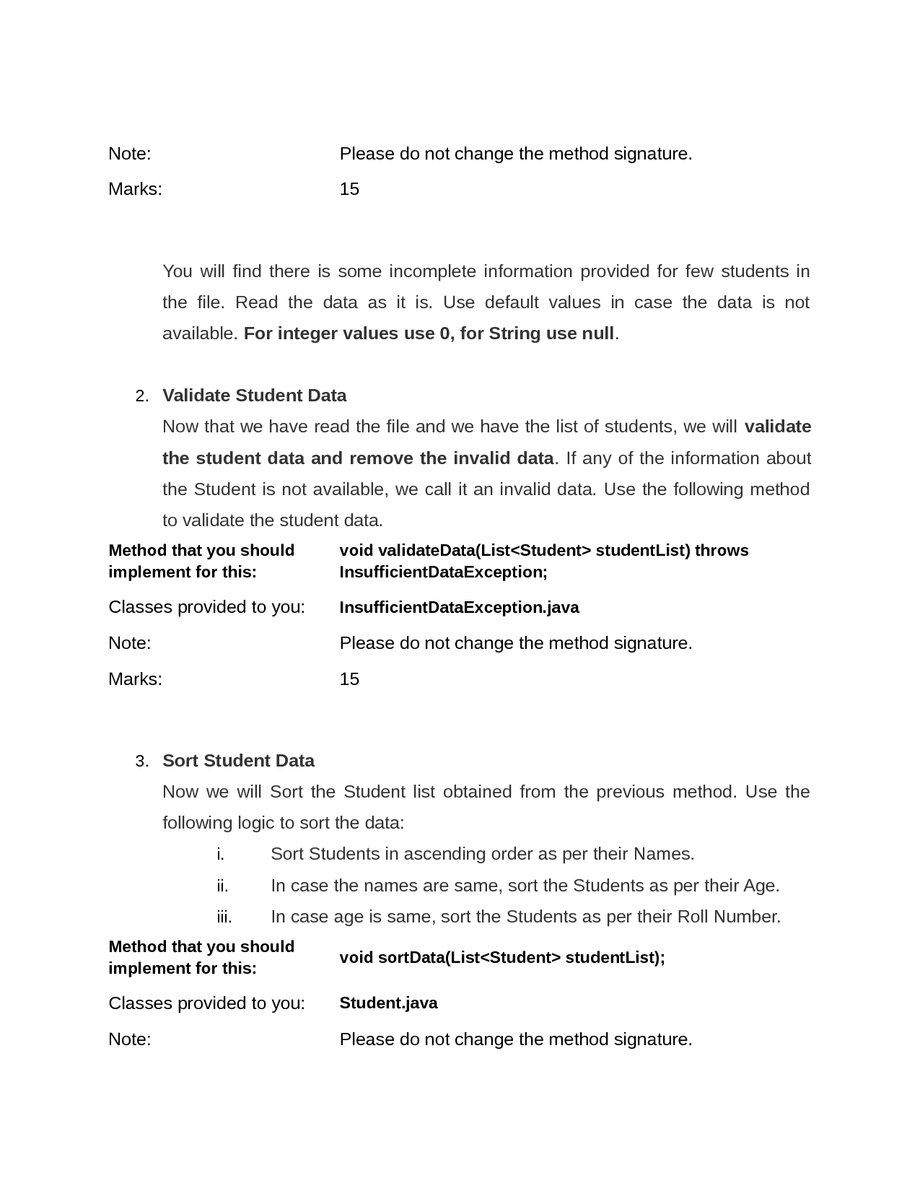 Note: Please do not change the method signature.
Marks: 15
You will find there is some incomplete information provided for few students in
the file. Read the data as it is. Use default values in case the data is not
available. For integer values use 0, for String use null.
2. Validate Student Data
Now that we have read the file and we have the list of students, we will validate
the student data and remove the invalid data. If any of the information about
the Student is not available, we call it an invalid data. Use the following method
to validate the student data.
Method that you should
implement for this:
void validateData(List<Student> studentList) throws
InsufficientDataException;
Classes provided to you: InsufficientDataException.java
Note: Please do not change the method signature.
Marks: 15
3. Sort Student Data
Now we will Sort the Student list obtained from the previous method. Use the
following logic to sort the data:
i. Sort Students in ascending order as per their Names.
ii. In case the names are same, sort the Students as per their Age.
iii. In case age is same, sort the Students as per their Roll Number.
Method that you should
implement for this:
void sortData(List<Student> studentList);
Classes provided to you: Student.java
Note: Please do not change the method signature.